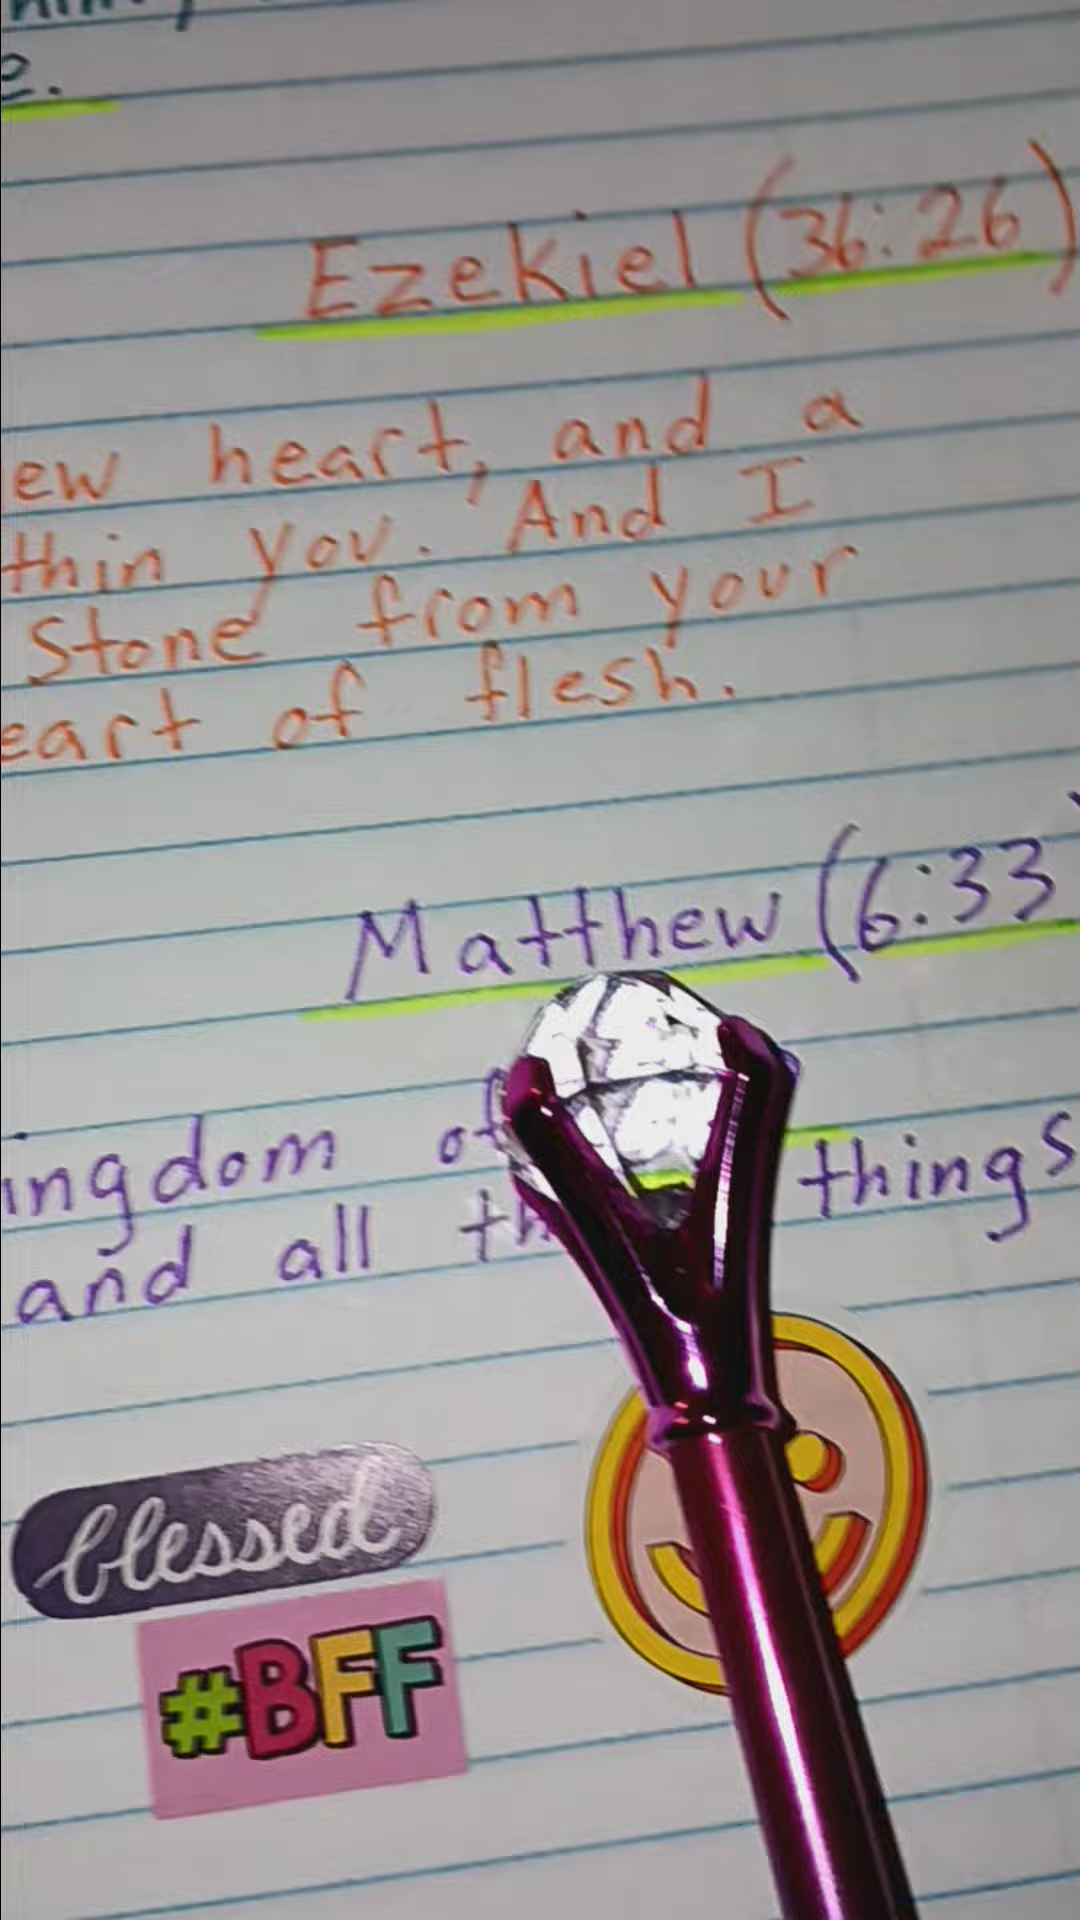 e.
Ezekiel (36:26)
ew heart, and a
thin you. And I
Stone from your
eart of flesh.
Matthew (6:33
ingdom of things
and all th
blessed
#BFF